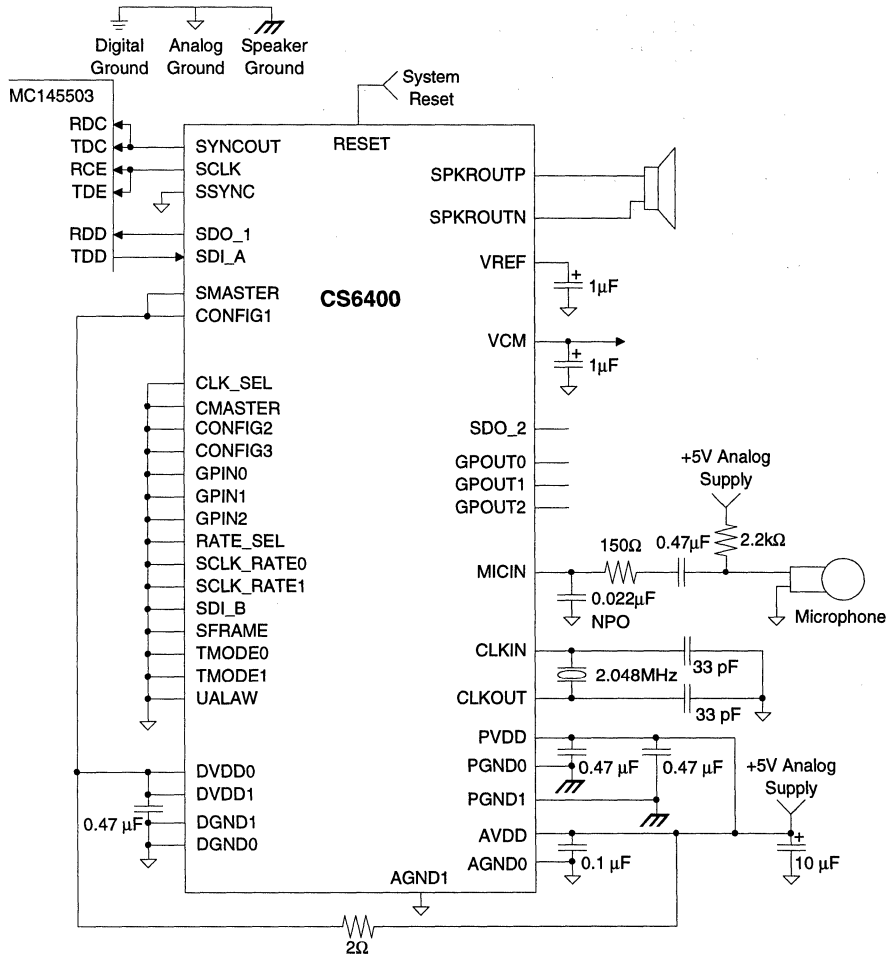 Digital
Ground
Analog
Ground
Speaker
Ground
System
Reset
MC145503
RDC
TDC
RCE
TDE
RDD
TDD
RESET
SYNCOUT
SCLK
SSYNC
SDO_1
SDI_A
SMASTER
CONFIG1
CS6400
CLK_SEL
CMASTER
CONFIG2
CONFIG3
GPIN0
GPIN1
GPIN2
RATE_SEL
SCLK_RATE0
SCLK_RATE1
SDI_B
SFRAME
TMODE0
TMODE1
UALAW
DVDD0
DVDD1
DGND1
DGND0
0.47 µF
AGND1
2Ω
SPKROUTP
SPKROUTN
VREF
+
1µF
VCM
+
1µF
SDO_2
GPOUT0
GPOUT1
GPOUT2
+5V Analog
Supply
2.2kΩ
MICIN
150Ω
0.47µF
0.022µF
NPO
Microphone
CLKIN
33 pF
2.048MHz
CLKOUT
33 pF
PVDD
PGND0
0.47 µF
0.47 µF
PGND1
+5V Analog
Supply
AVDD
+
AGND0
0.1 µF
10 µF